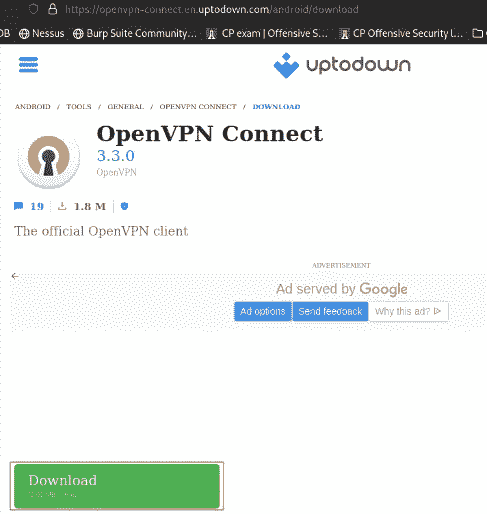 https://openvpn-connect.en.uptodown.com/android/download
DB Nessus Burp Suite Community... CP exam | Offensive S... CP Offensive Security I...
uptodown
ANDROID / TOOLS / GENERAL / OPENVPN CONNECT / DOWNLOAD
OpenVPN Connect
3.3.0
OpenVPN
19 1.8 M
The official OpenVPN client
ADVERTISEMENT
Ad served by Google
Ad options Send feedback Why this ad?
Download